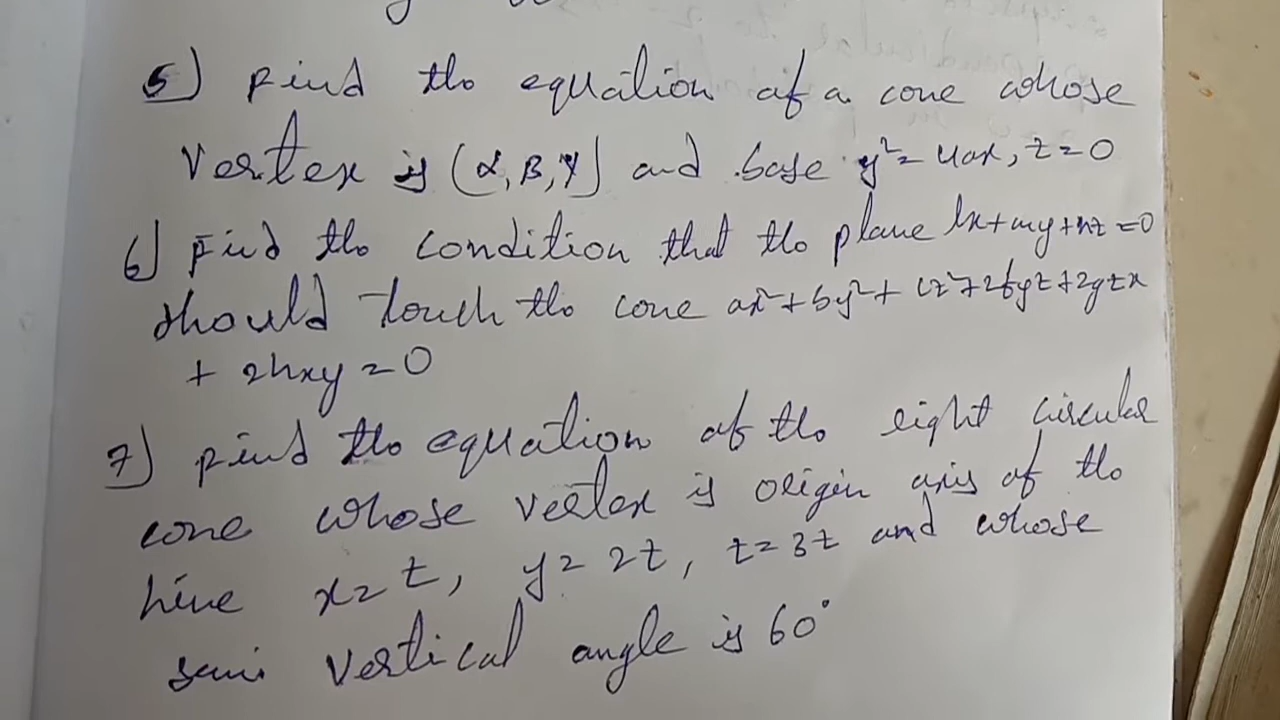 5) Find the equation of a cone whose
vertex is (α, β, γ) and base y² = 4ax, z=0
6) Find the condition that the plane lx+my+nz=0
should touch the cone ax²+by²+cz²+2fyz+2gzx
+ 2hxy = 0
7) Find the equation of the right circular
cone whose vertex is origin axis of the
line x=t, y=2t, z=3t and whose
semi vertical angle is 60°